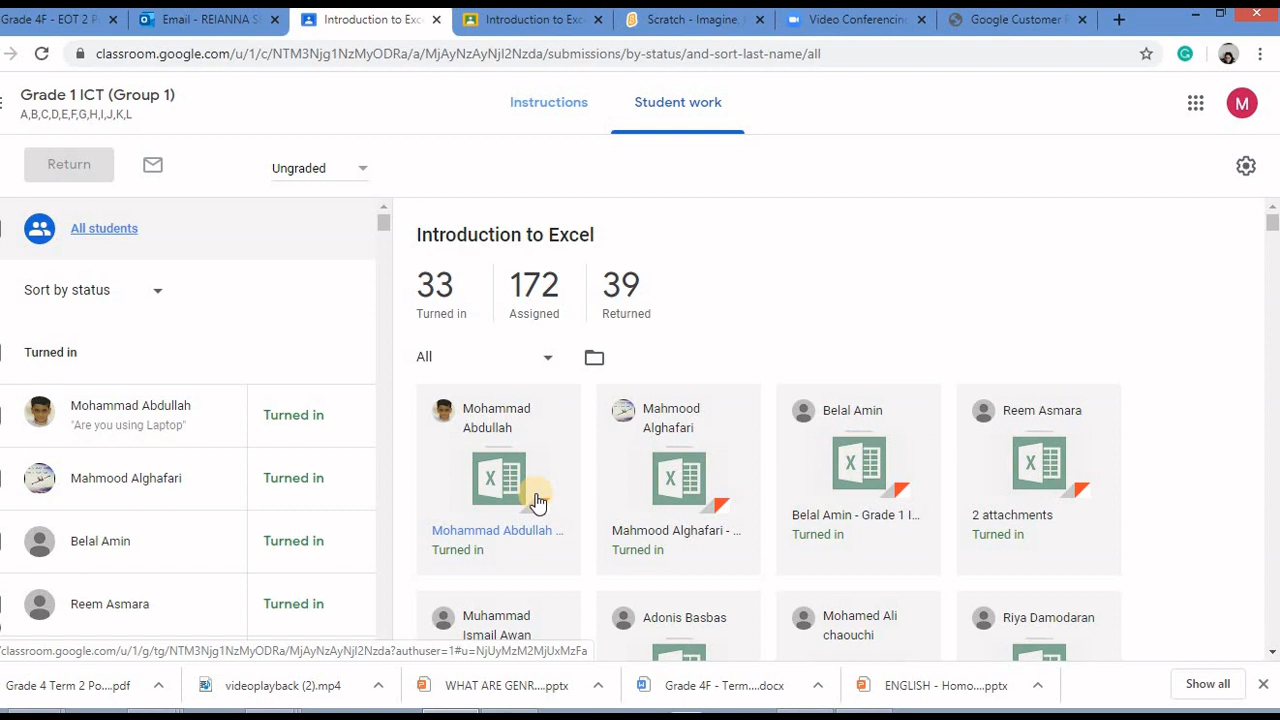 Grade 4F - EOT 2 P
Email - REIANNA S
Introduction to Exc
Introduction to Exc
Scratch - Imagine,
Video Conferencin
Google Customer
classroom.google.com/u/1/c/NTM3Njg1NzMyODRa/a/MjAyNzAyNjI2Nzda/submissions/by-status/and-sort-last-name/all
Grade 1 ICT (Group 1)
A,B,C,D,E,F,G,H,I,J,K,L
Instructions
Student work
M
Return
Ungraded
All students
Sort by status
Turned in
Mohammad Abdullah
"Are you using Laptop"
Turned in
Mahmood Alghafari
Turned in
Belal Amin
Turned in
Reem Asmara
Turned in
Introduction to Excel
33
Turned in
172
Assigned
39
Returned
All
Mohammad
Abdullah
X
Mohammad Abdullah ...
Turned in
Mahmood
Alghafari
X
Mahmood Alghafari - ...
Turned in
Belal Amin
X
Belal Amin - Grade 1 I...
Turned in
Reem Asmara
X
2 attachments
Turned in
Muhammad
Ismail Awan
Adonis Basbas
Mohamed Ali
chaouchi
Riya Damodaran
classroom.google.com/u/1/g/tg/NTM3Njg1NzMyODRa/MjAyNzAyNjI2Nzda?authuser=1#u=NjUyMzM2MjUxMzFa
Grade 4 Term 2 Po....pdf
videoplayback (2).mp4
WHAT ARE GENR....pptx
Grade 4F - Term....docx
ENGLISH - Homo....pptx
Show all